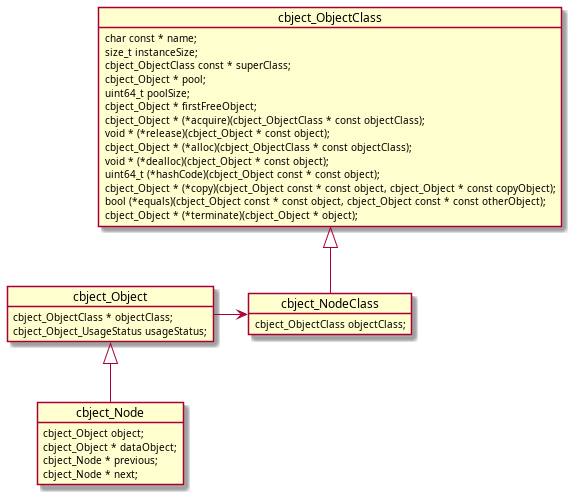 cbject_ObjectClass
char const * name;
size_t instanceSize;
cbject_ObjectClass const * superClass;
cbject_Object * pool;
uint64_t poolSize;
cbject_Object * firstFreeObject;
cbject_Object * (*acquire)(cbject_ObjectClass * const objectClass);
void * (*release)(cbject_Object * const object);
cbject_Object * (*alloc)(cbject_ObjectClass * const objectClass);
void * (*dealloc)(cbject_Object * const object);
uint64_t (*hashCode)(cbject_Object const * const object);
cbject_Object * (*copy)(cbject_Object const * const object, cbject_Object * const copyObject);
bool (*equals)(cbject_Object const * const object, cbject_Object const * const otherObject);
cbject_Object * (*terminate)(cbject_Object * object);
cbject_Object
cbject_ObjectClass * objectClass;
cbject_Object_UsageStatus usageStatus;
cbject_NodeClass
cbject_ObjectClass objectClass;
cbject_Node
cbject_Object object;
cbject_Object * dataObject;
cbject_Node * previous;
cbject_Node * next;